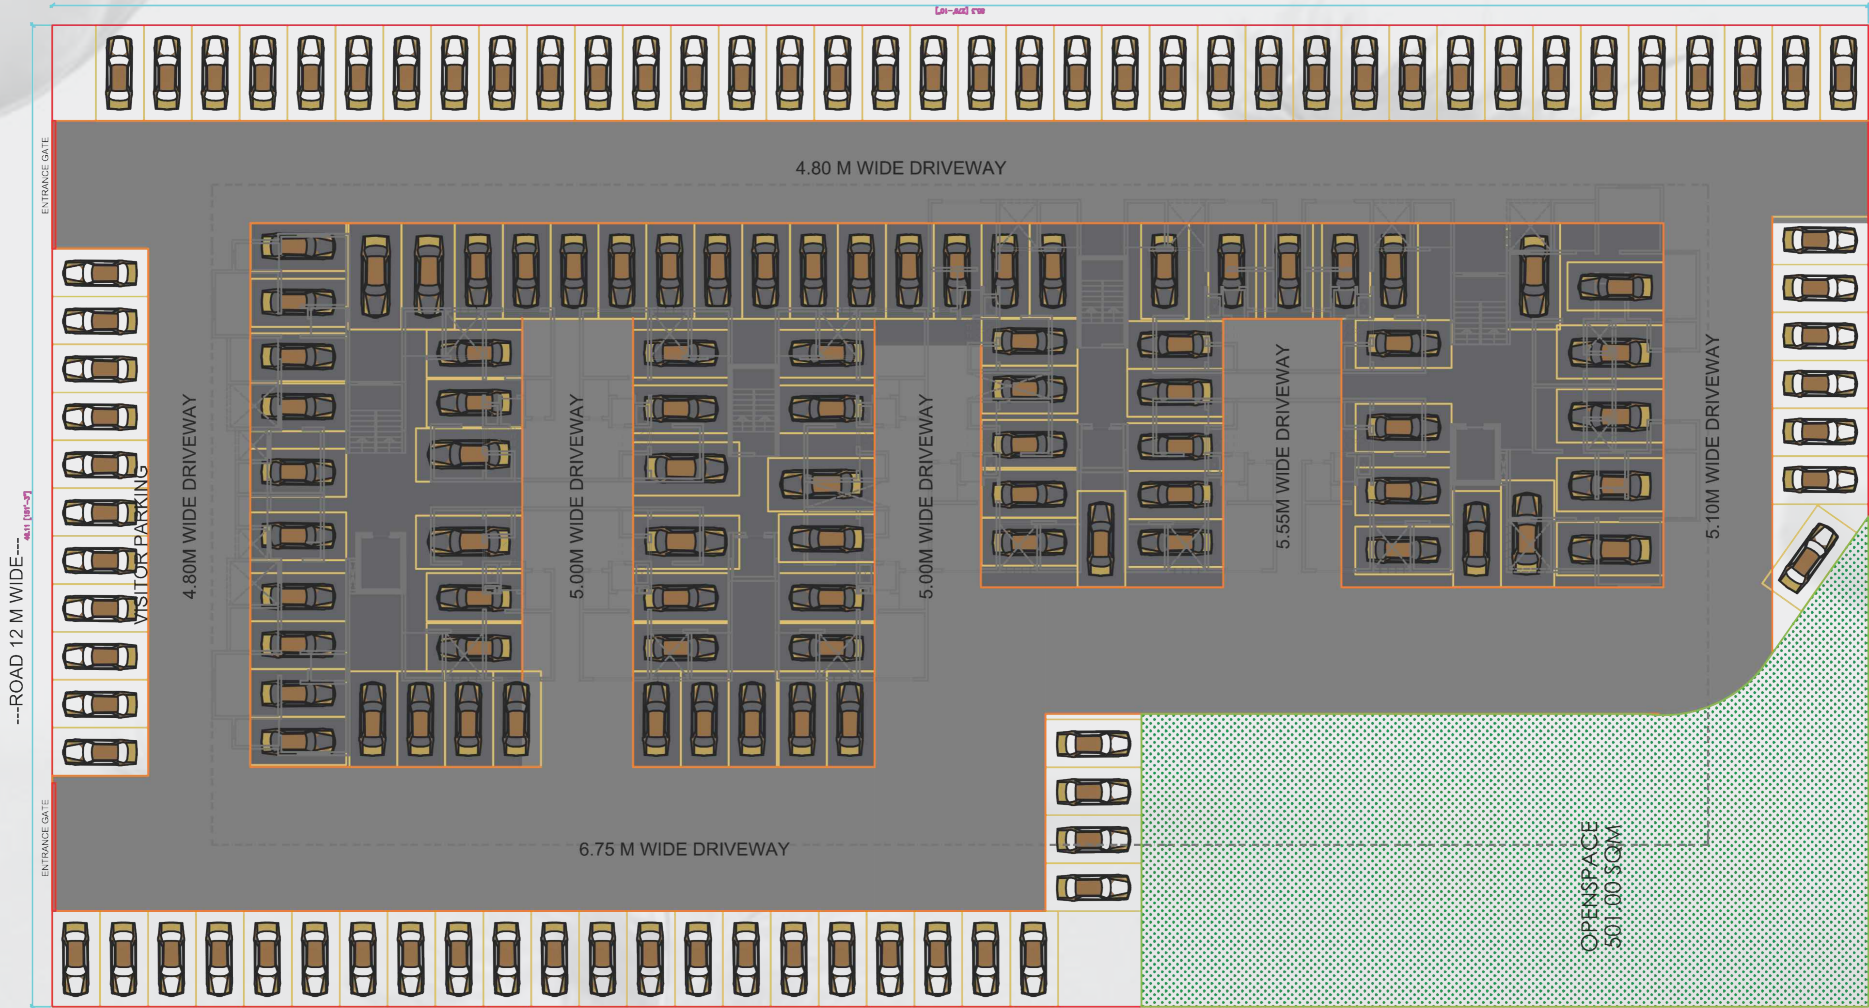 ENTRANCE GATE
4.80 M WIDE DRIVEWAY
VISITOR PARKING
4.80M WIDE DRIVEWAY
5.00M WIDE DRIVEWAY
5.00M WIDE DRIVEWAY
5.55M WIDE DRIVEWAY
5.10M WIDE DRIVEWAY
---ROAD 12 M WIDE---
ENTRANCE GATE
6.75 M WIDE DRIVEWAY
OPENSPACE
501.00 SQM